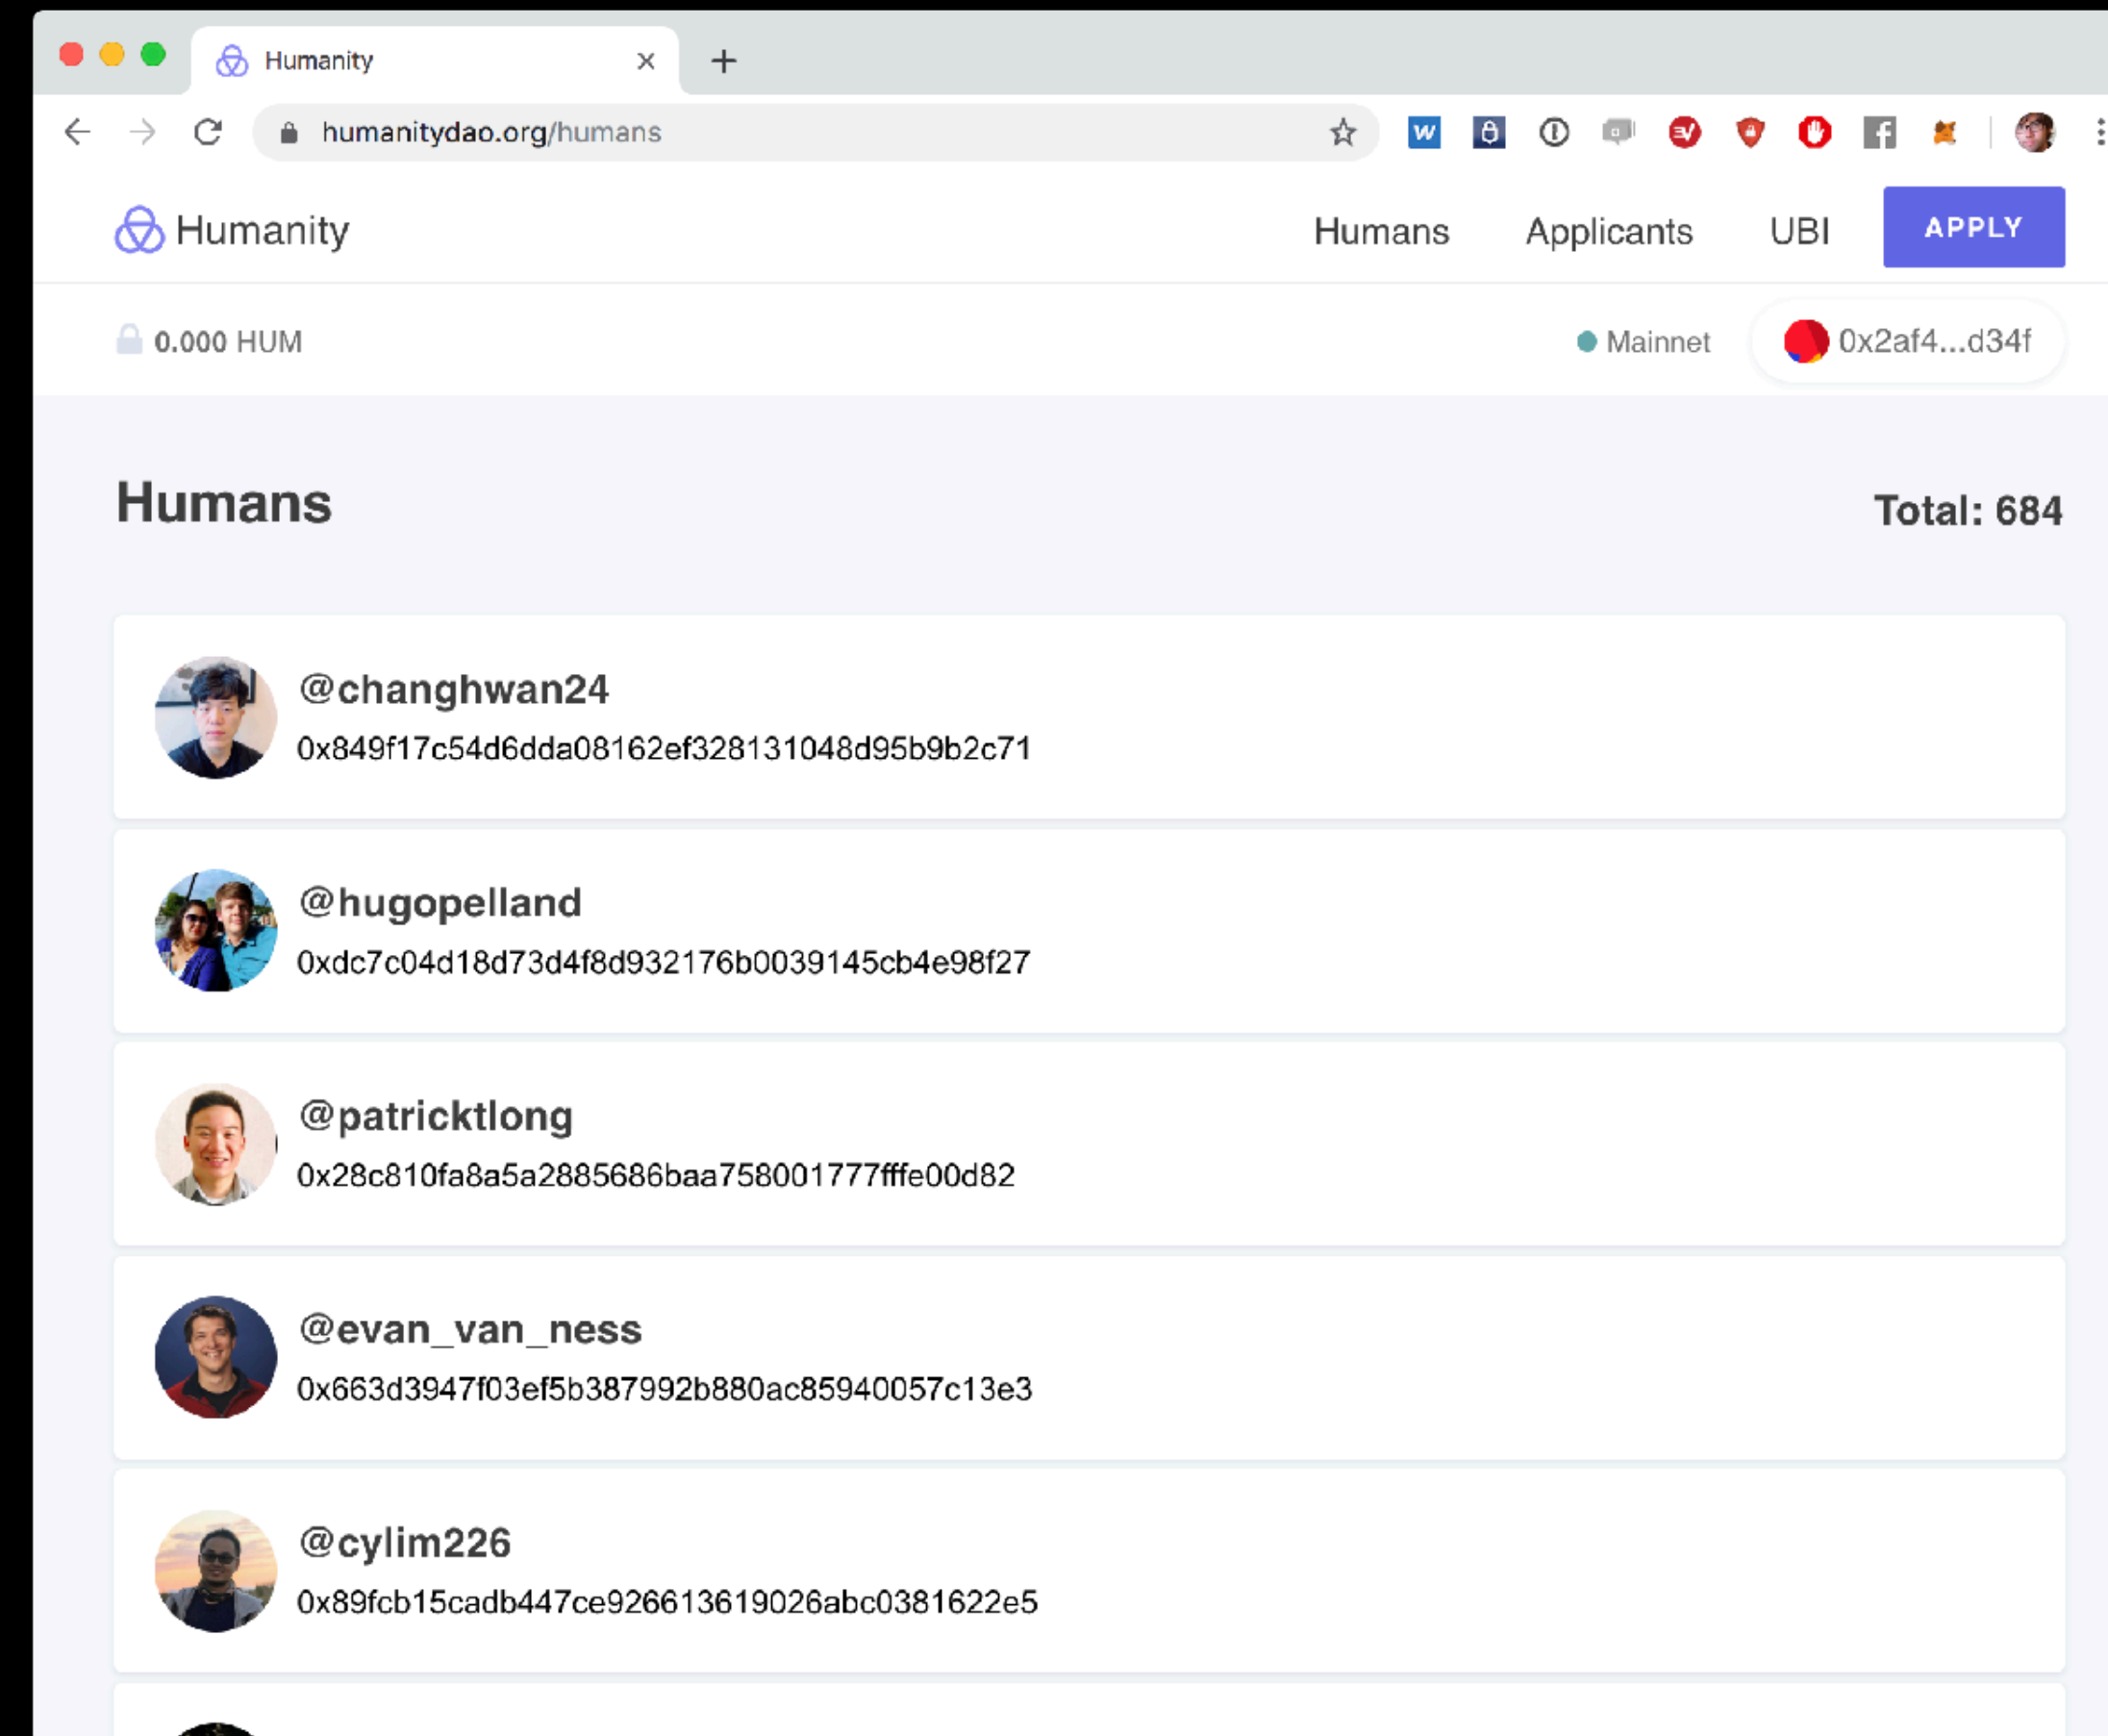 Humanity
humanitydao.org/humans
Humanity
Humans Applicants UBI APPLY
0.000 HUM
Mainnet 0x2af4...d34f
Humans
Total: 684
@changhwan24
0x849f17c54d6dda08162ef328131048d95b9b2c71
@hugopelland
0xdc7c04d18d73d4f8d932176b0039145cb4e98f27
@patricktlong
0x28c810fa8a5a2885686baa758001777fffe00d82
@evan_van_ness
0x663d3947f03ef5b387992b880ac85940057c13e3
@cylim226
0x89fcb15cadb447ce926613619026abc0381622e5